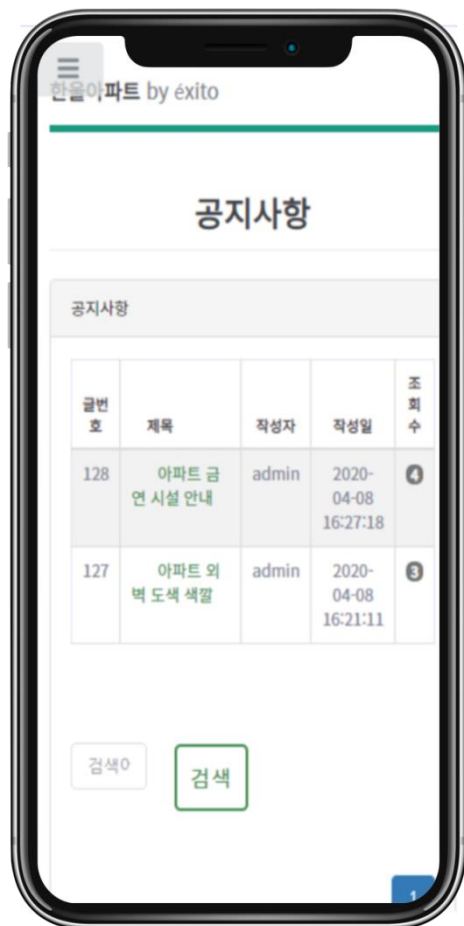 한울아파트 by éxito
공지사항
공지사항
글번
호
제목
작성자
작성일
조
회
수
128
아파트 금
연 시설 안내
admin
2020-
04-08
16:27:18
4
127
아파트 외
벽 도색 색깔
admin
2020-
04-08
16:21:11
3
검색어
검색
1